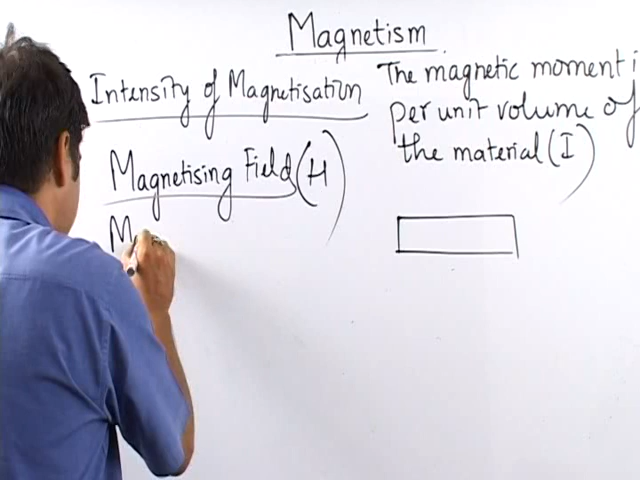 Magnetism
Intensity of Magnetisation
The magnetic moment i
per unit volume of
the material (I)
Magnetising Field (H)
M